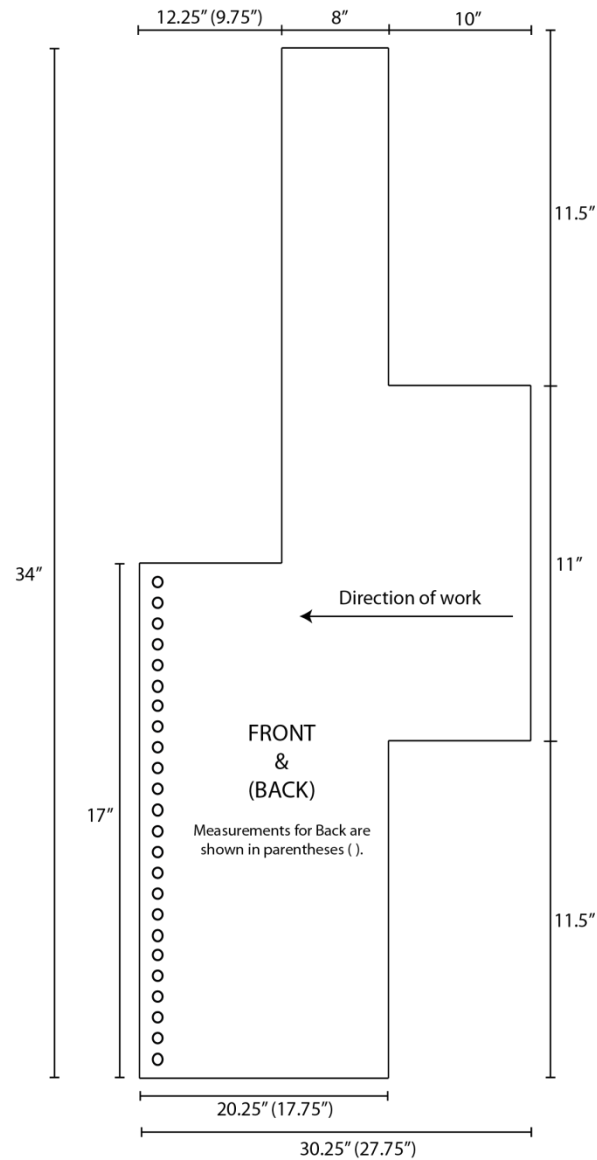 12.25” (9.75”)
8”
10”
11.5”
34”
11”
Direction of work
FRONT
&
(BACK)
17”
Measurements for Back are
shown in parentheses ( ).
11.5”
20.25” (17.75”)
30.25” (27.75”)